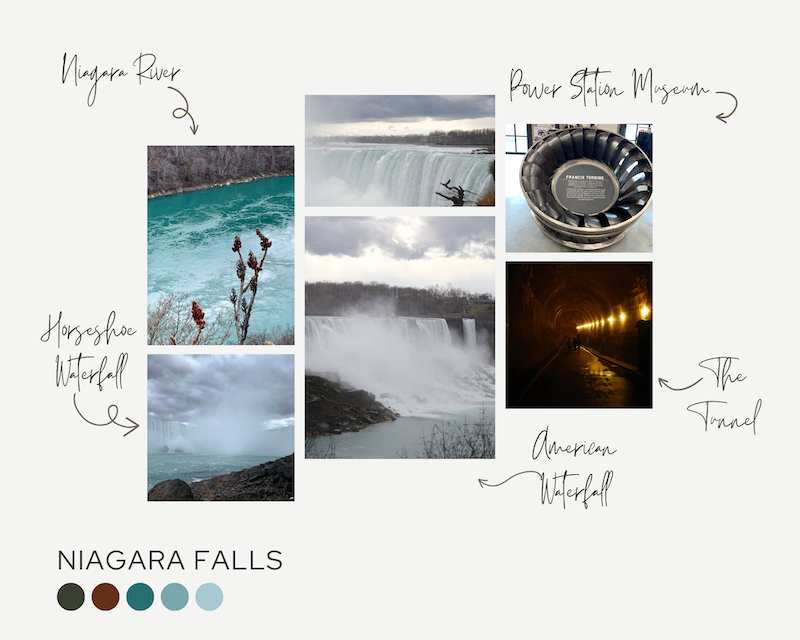 Niagara River
Power Station Museum
FRANCIS TURBINE
Horseshoe
Waterfall
The
Tunnel
American
Waterfall
NIAGARA FALLS